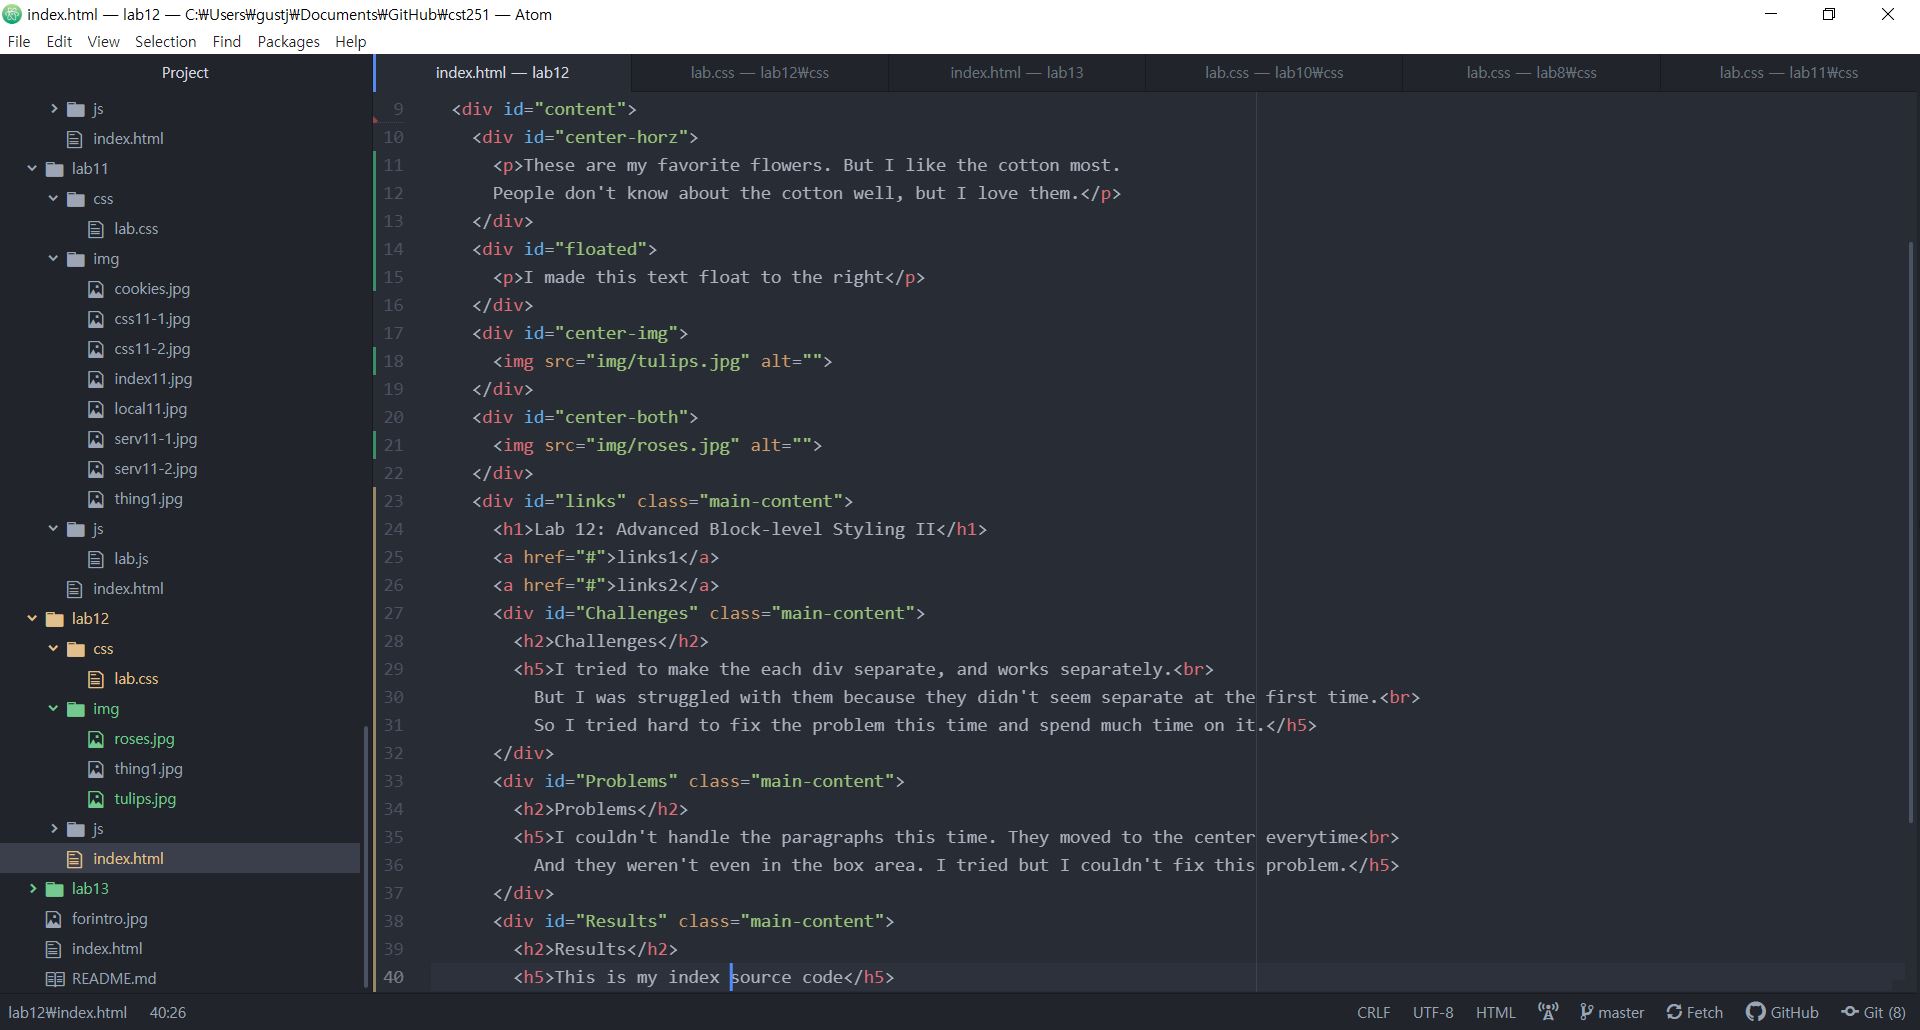 index.html — lab12 — C:₩Users₩gustj₩Documents₩GitHub₩cst251 — Atom
File Edit View Selection Find Packages Help
Project
index.html — lab12
lab.css — lab12₩css
index.html — lab13
lab.css — lab10₩css
lab.css — lab8₩css
lab.css — lab11₩css
js
index.html
lab11
css
lab.css
img
cookies.jpg
css11-1.jpg
css11-2.jpg
index11.jpg
local11.jpg
serv11-1.jpg
serv11-2.jpg
thing1.jpg
js
lab.js
index.html
lab12
css
lab.css
img
roses.jpg
thing1.jpg
tulips.jpg
js
index.html
lab13
forintro.jpg
index.html
README.md
9 <div id="content">
10 <div id="center-horz">
11 <p>These are my favorite flowers. But I like the cotton most.
12 People don't know about the cotton well, but I love them.</p>
13 </div>
14 <div id="floated">
15 <p>I made this text float to the right</p>
16 </div>
17 <div id="center-img">
18 <img src="img/tulips.jpg" alt="">
19 </div>
20 <div id="center-both">
21 <img src="img/roses.jpg" alt="">
22 </div>
23 <div id="links" class="main-content">
24 <h1>Lab 12: Advanced Block-level Styling II</h1>
25 <a href="#">links1</a>
26 <a href="#">links2</a>
27 <div id="Challenges" class="main-content">
28 <h2>Challenges</h2>
29 <h5>I tried to make the each div separate, and works separately.<br>
30 But I was struggled with them because they didn't seem separate at the first time.<br>
31 So I tried hard to fix the problem this time and spend much time on it.</h5>
32 </div>
33 <div id="Problems" class="main-content">
34 <h2>Problems</h2>
35 <h5>I couldn't handle the paragraphs this time. They moved to the center everytime<br>
36 And they weren't even in the box area. I tried but I couldn't fix this problem.</h5>
37 </div>
38 <div id="Results" class="main-content">
39 <h2>Results</h2>
40 <h5>This is my index source code</h5>
lab12₩index.html 40:26
CRLF UTF-8 HTML master Fetch GitHub Git (8)